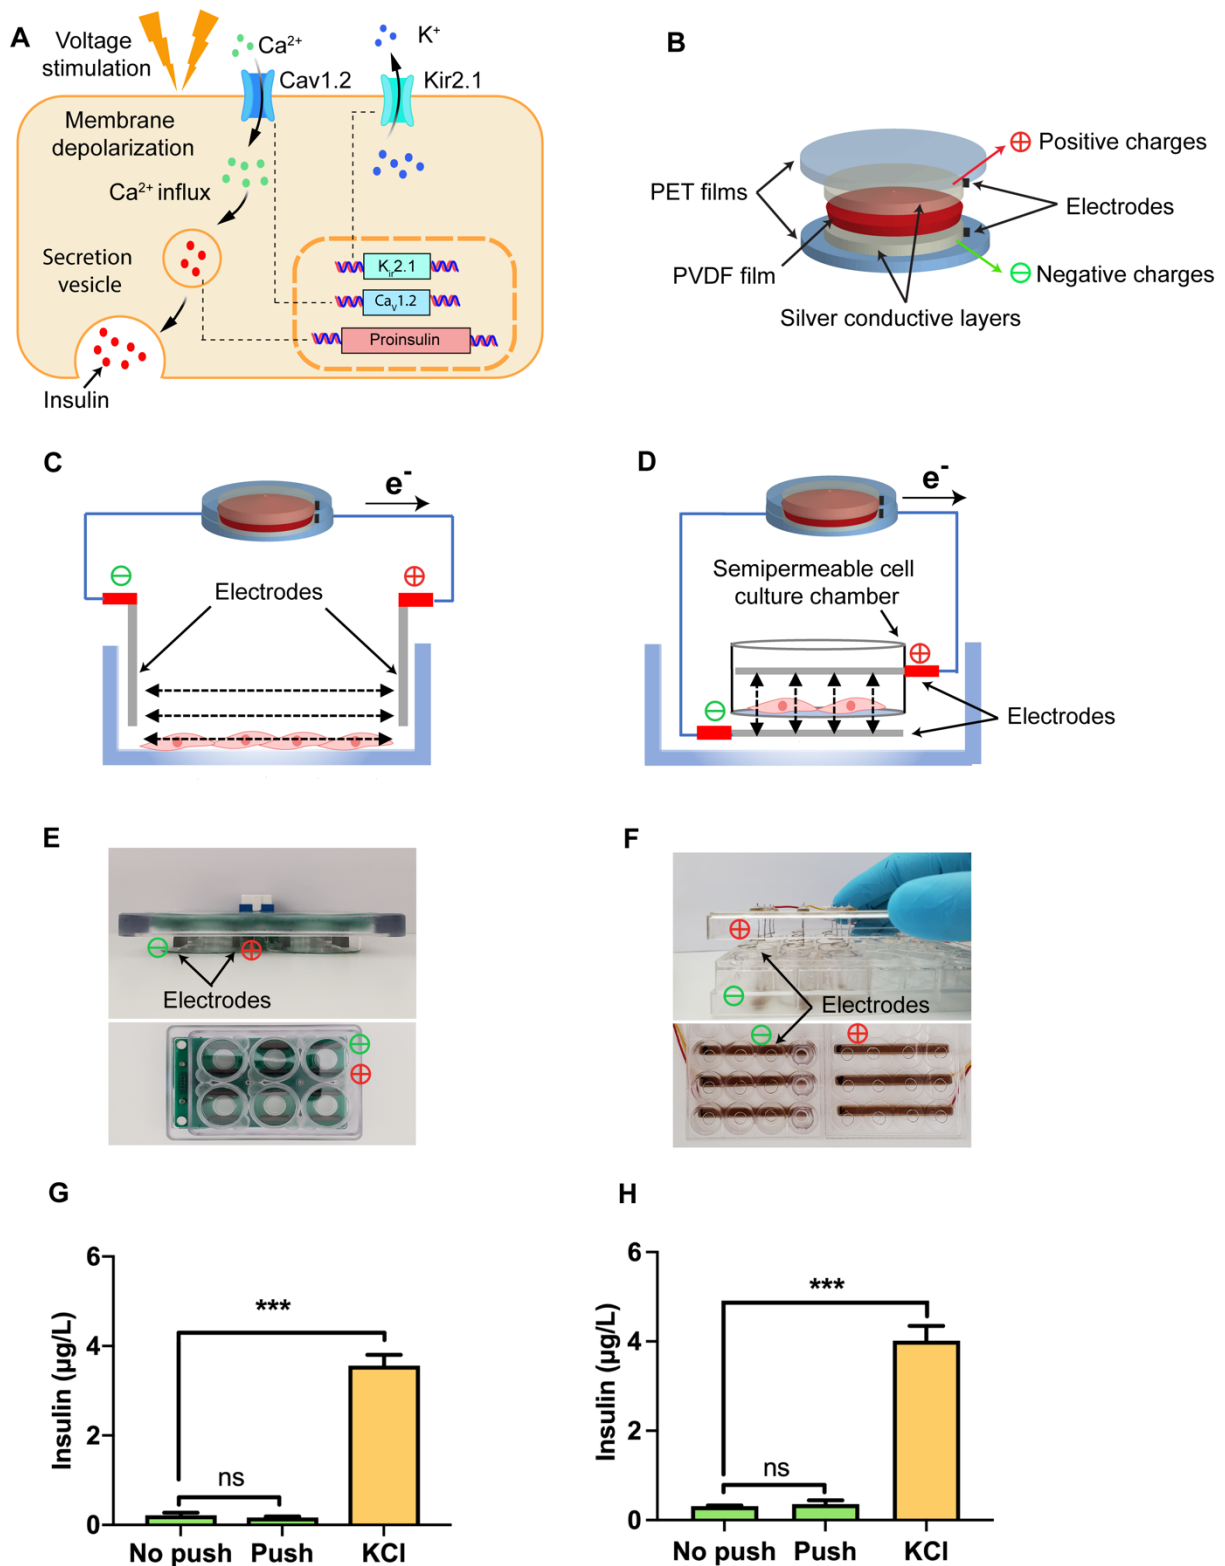 A
Voltage
stimulation
Ca²⁺
K⁺
Cav1.2
Kir2.1
Membrane
depolarization
Ca²⁺ influx
Secretion
vesicle
Insulin
Kir2.1
CaV1.2
Proinsulin
B
Positive charges
PET films
Electrodes
PVDF film
Negative charges
Silver conductive layers
C
e⁻
Electrodes
D
e⁻
Semipermeable cell
culture chamber
Electrodes
E
Electrodes
F
Electrodes
G
Insulin (µg/L)
6
4
2
0
***
ns
No push
Push
KCl
H
Insulin (µg/L)
6
4
2
0
***
ns
No push
Push
KCl